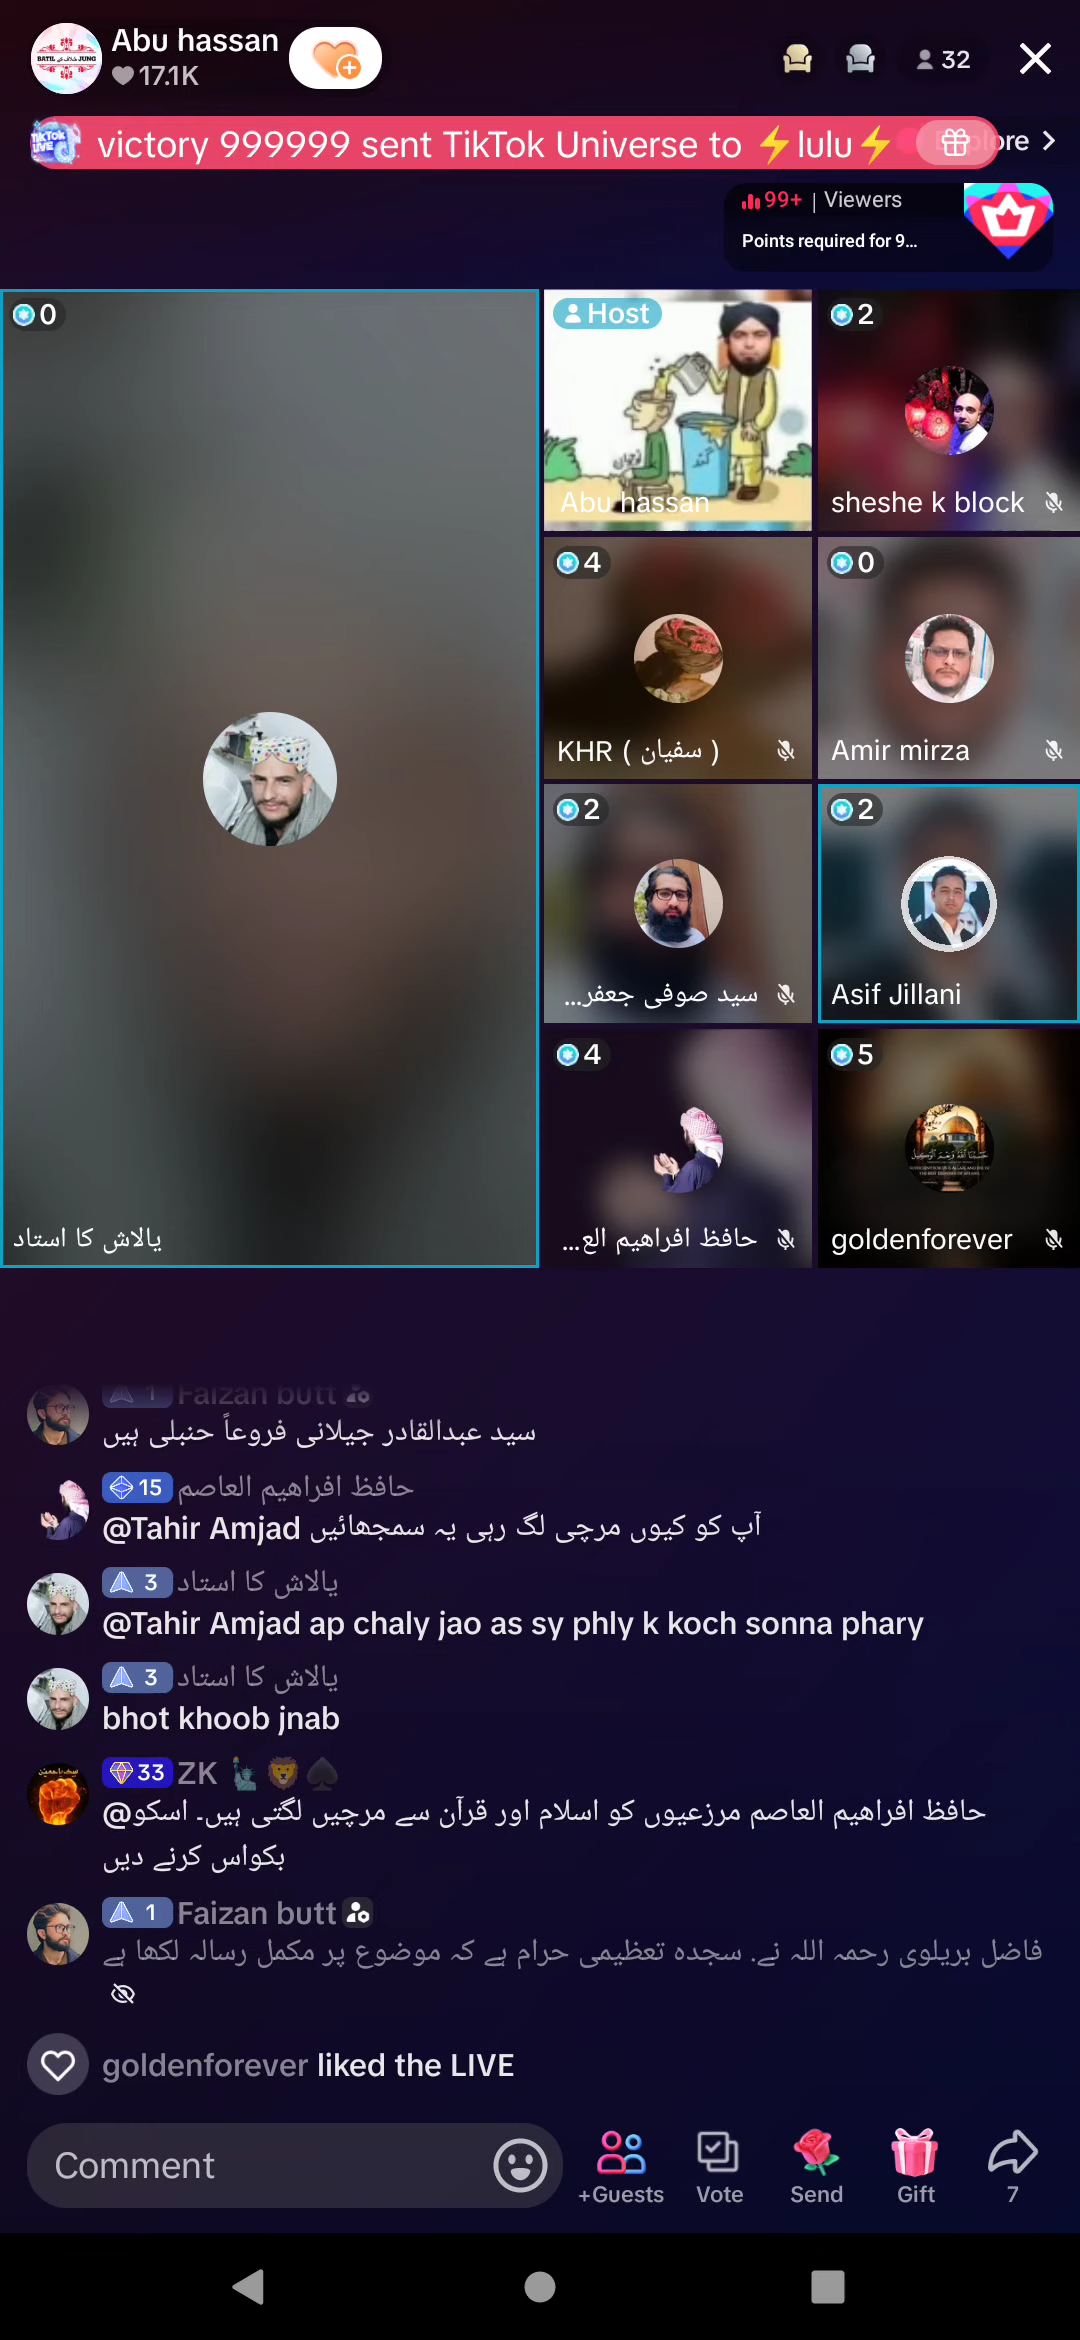 Abu hassan
17.1K
32
victory 999999 sent TikTok Universe to ⚡lulu⚡
99+ | Viewers
Points required for 9...
0
یالاش کا استاد
Host
نوجوان
گند
Abu hassan
2
sheshe k block
4
KHR ( سفیان )
0
Amir mirza
2
سید صوفی جعفر...
2
Asif Jillani
4
حافظ افراھیم الع...
5
goldenforever
1 Faizan butt
سید عبدالقادر جیلانی فروعاً حنبلی ہیں
15 حافظ افراھیم العاصم
@Tahir Amjad آپ کو کیوں مرچی لگ رہی یہ سمجھائیں
3 یالاش کا استاد
@Tahir Amjad ap chaly jao as sy phly k koch sonna phary
3 یالاش کا استاد
bhot khoob jnab
33 ZK 🗽🦁♠️
@حافظ افراھیم العاصم مرزعیوں کو اسلام اور قرآن سے مرچیں لگتی ہیں۔ اسکو
بکواس کرنے دیں
1 Faizan butt
فاضل بریلوی رحمہ اللہ نے. سجدہ تعظیمی حرام ہے کہ موضوع پر مکمل رسالہ لکھا ہے
goldenforever liked the LIVE
Comment
+Guests
Vote
Send
Gift
7